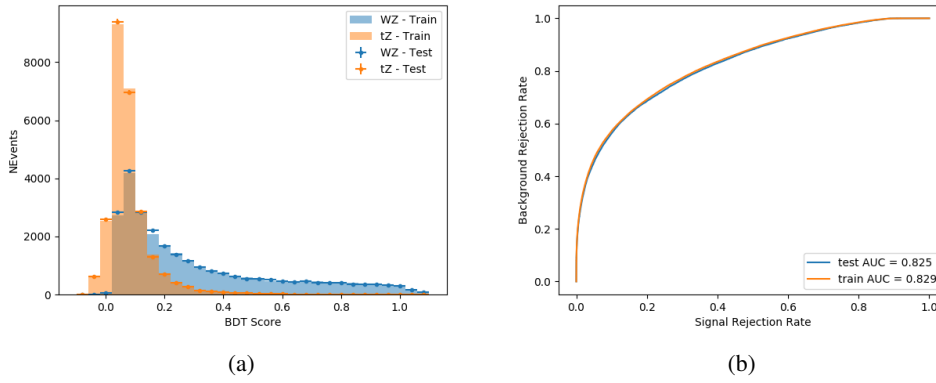 WZ - Train
tZ - Train
WZ - Test
tZ - Test
8000
6000
4000
2000
0
NEvents
0.0 0.2 0.4 0.6 0.8 1.0
BDT Score
(a)
1.0
0.8
0.6
0.4
0.2
0.0
Background Rejection Rate
test AUC = 0.825
train AUC = 0.829
0.0 0.2 0.4 0.6 0.8 1.0
Signal Rejection Rate
(b)